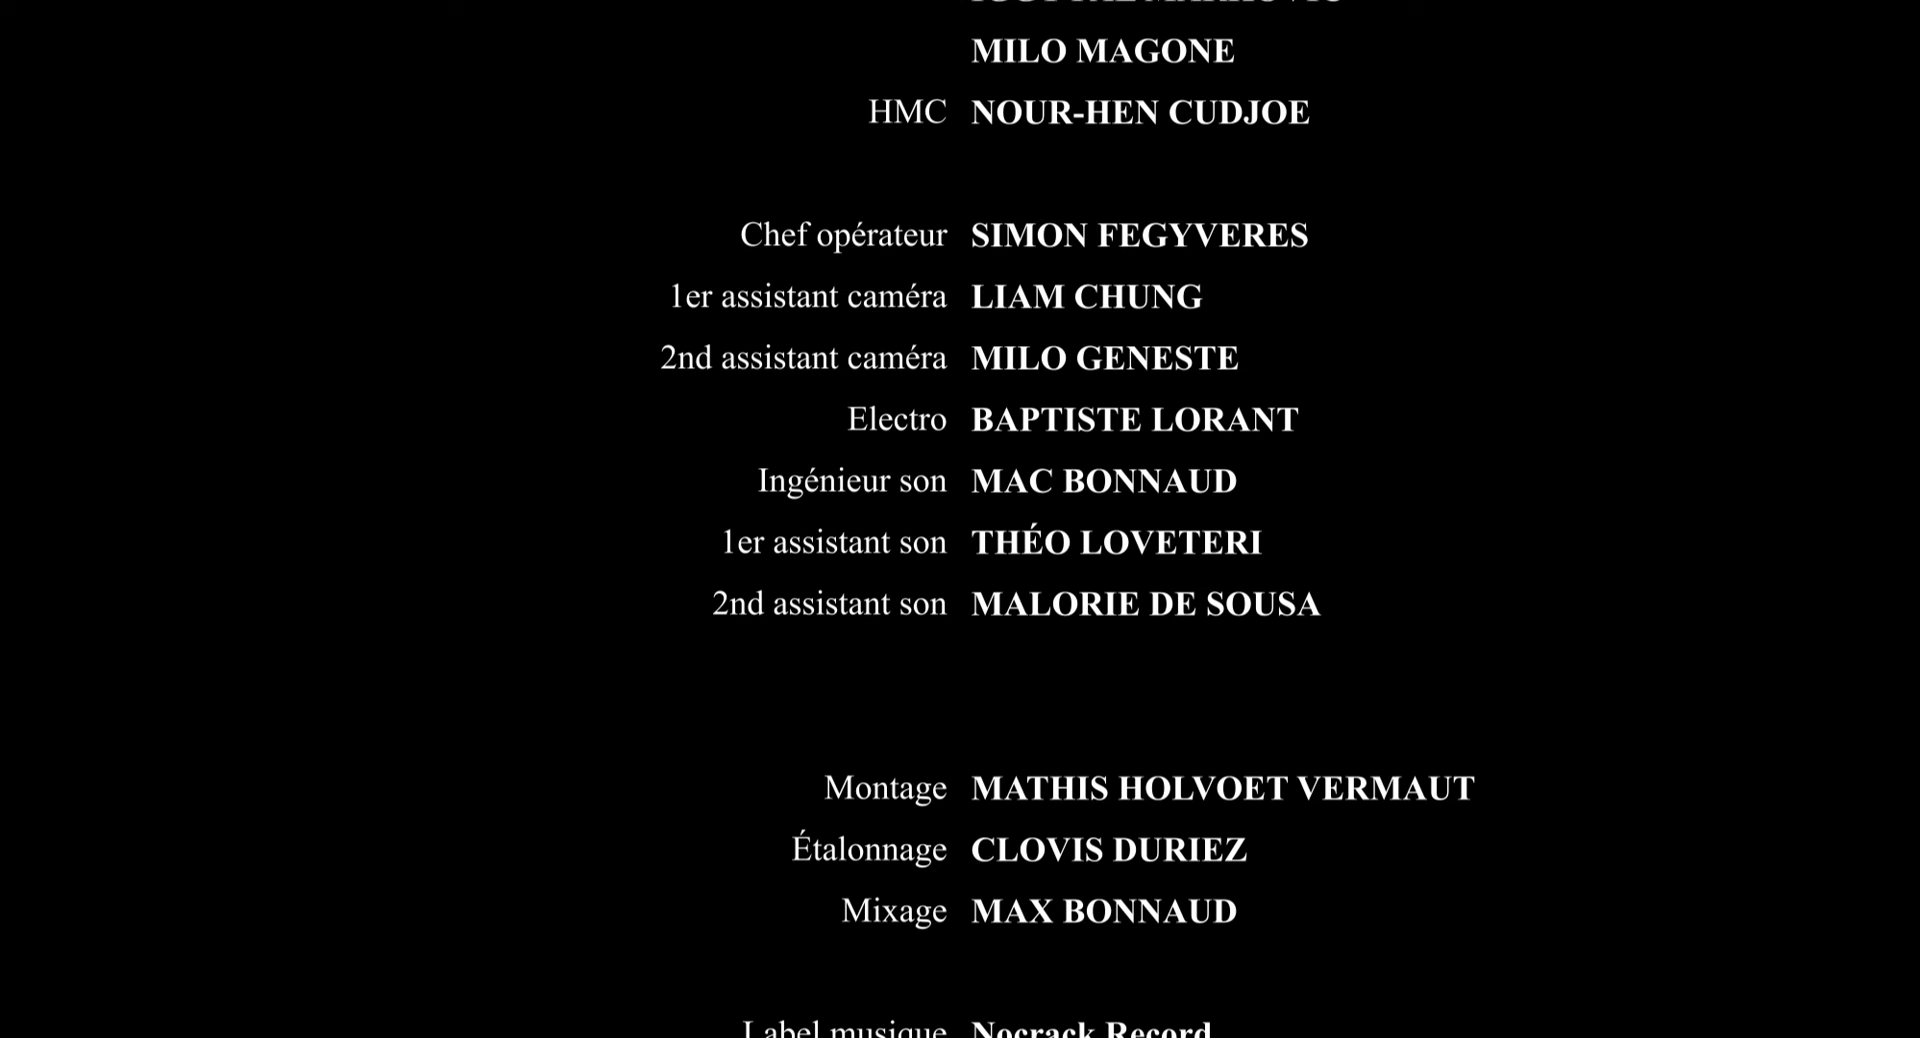 MILO MAGONE
HMC NOUR-HEN CUDJOE
Chef opérateur SIMON FEGYVERES
1er assistant caméra LIAM CHUNG
2nd assistant caméra MILO GENESTE
Electro BAPTISTE LORANT
Ingénieur son MAC BONNAUD
1er assistant son THÉO LOVETERI
2nd assistant son MALORIE DE SOUSA
Montage MATHIS HOLVOET VERMAUT
Étalonnage CLOVIS DURIEZ
Mixage MAX BONNAUD
Label musique Nocrack Record